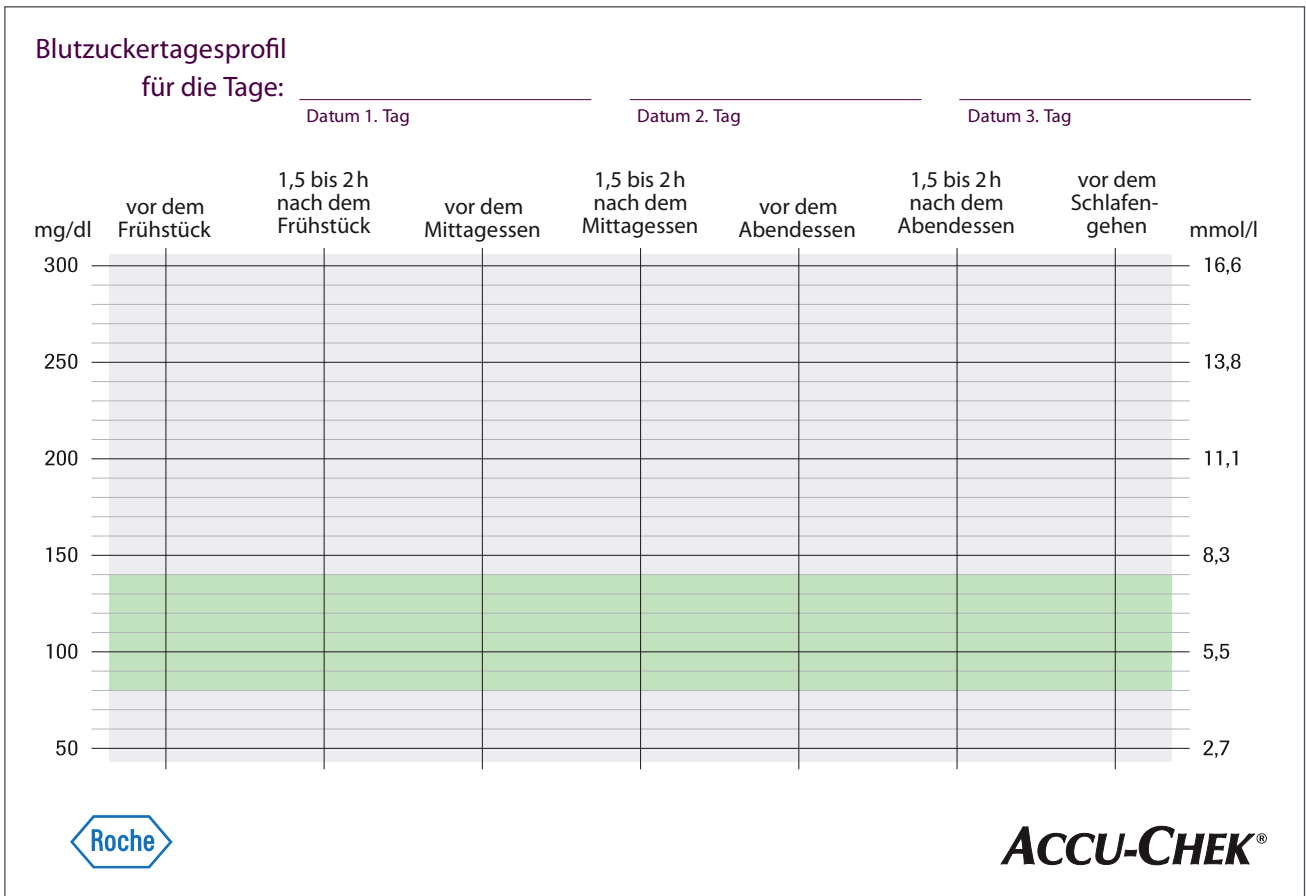 Blutzuckertagesprofil
für die Tage:
Datum 1. Tag
Datum 2. Tag
Datum 3. Tag
mg/dl
vor dem
Frühstück
1,5 bis 2 h
nach dem
Frühstück
vor dem
Mittagessen
1,5 bis 2 h
nach dem
Mittagessen
vor dem
Abendessen
1,5 bis 2 h
nach dem
Abendessen
vor dem
Schlafen-
gehen
mmol/l
300 16,6
250 13,8
200 11,1
150 8,3
100 5,5
50 2,7
Roche
ACCU-CHEK®